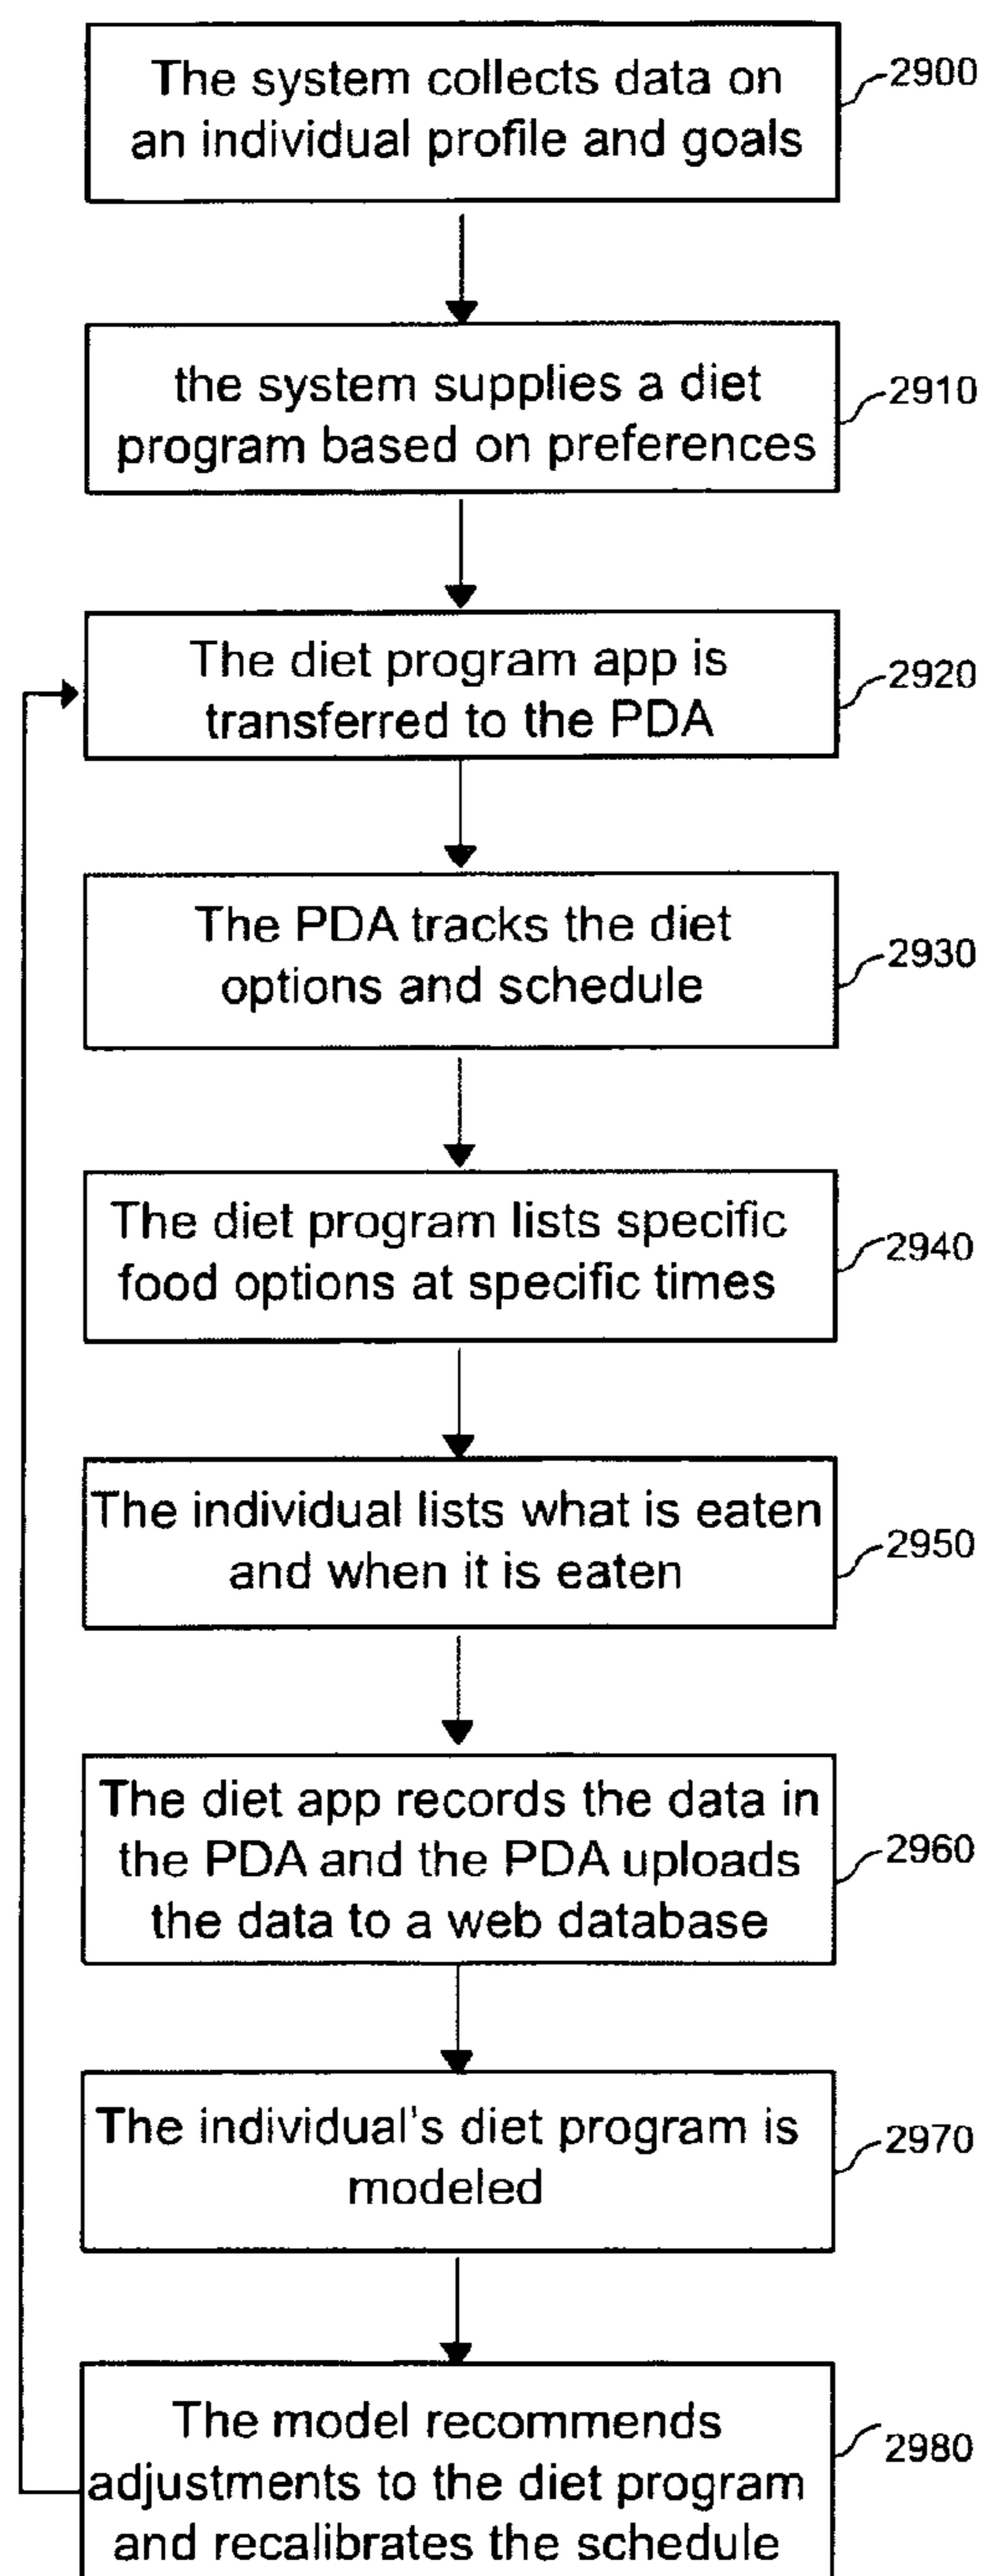 The system collects data on
an individual profile and goals
2900
the system supplies a diet
program based on preferences
2910
The diet program app is
transferred to the PDA
2920
The PDA tracks the diet
options and schedule
2930
The diet program lists specific
food options at specific times
2940
The individual lists what is eaten
and when it is eaten
2950
The diet app records the data in
the PDA and the PDA uploads
the data to a web database
2960
The individual's diet program is
modeled
2970
The model recommends
adjustments to the diet program
and recalibrates the schedule
2980